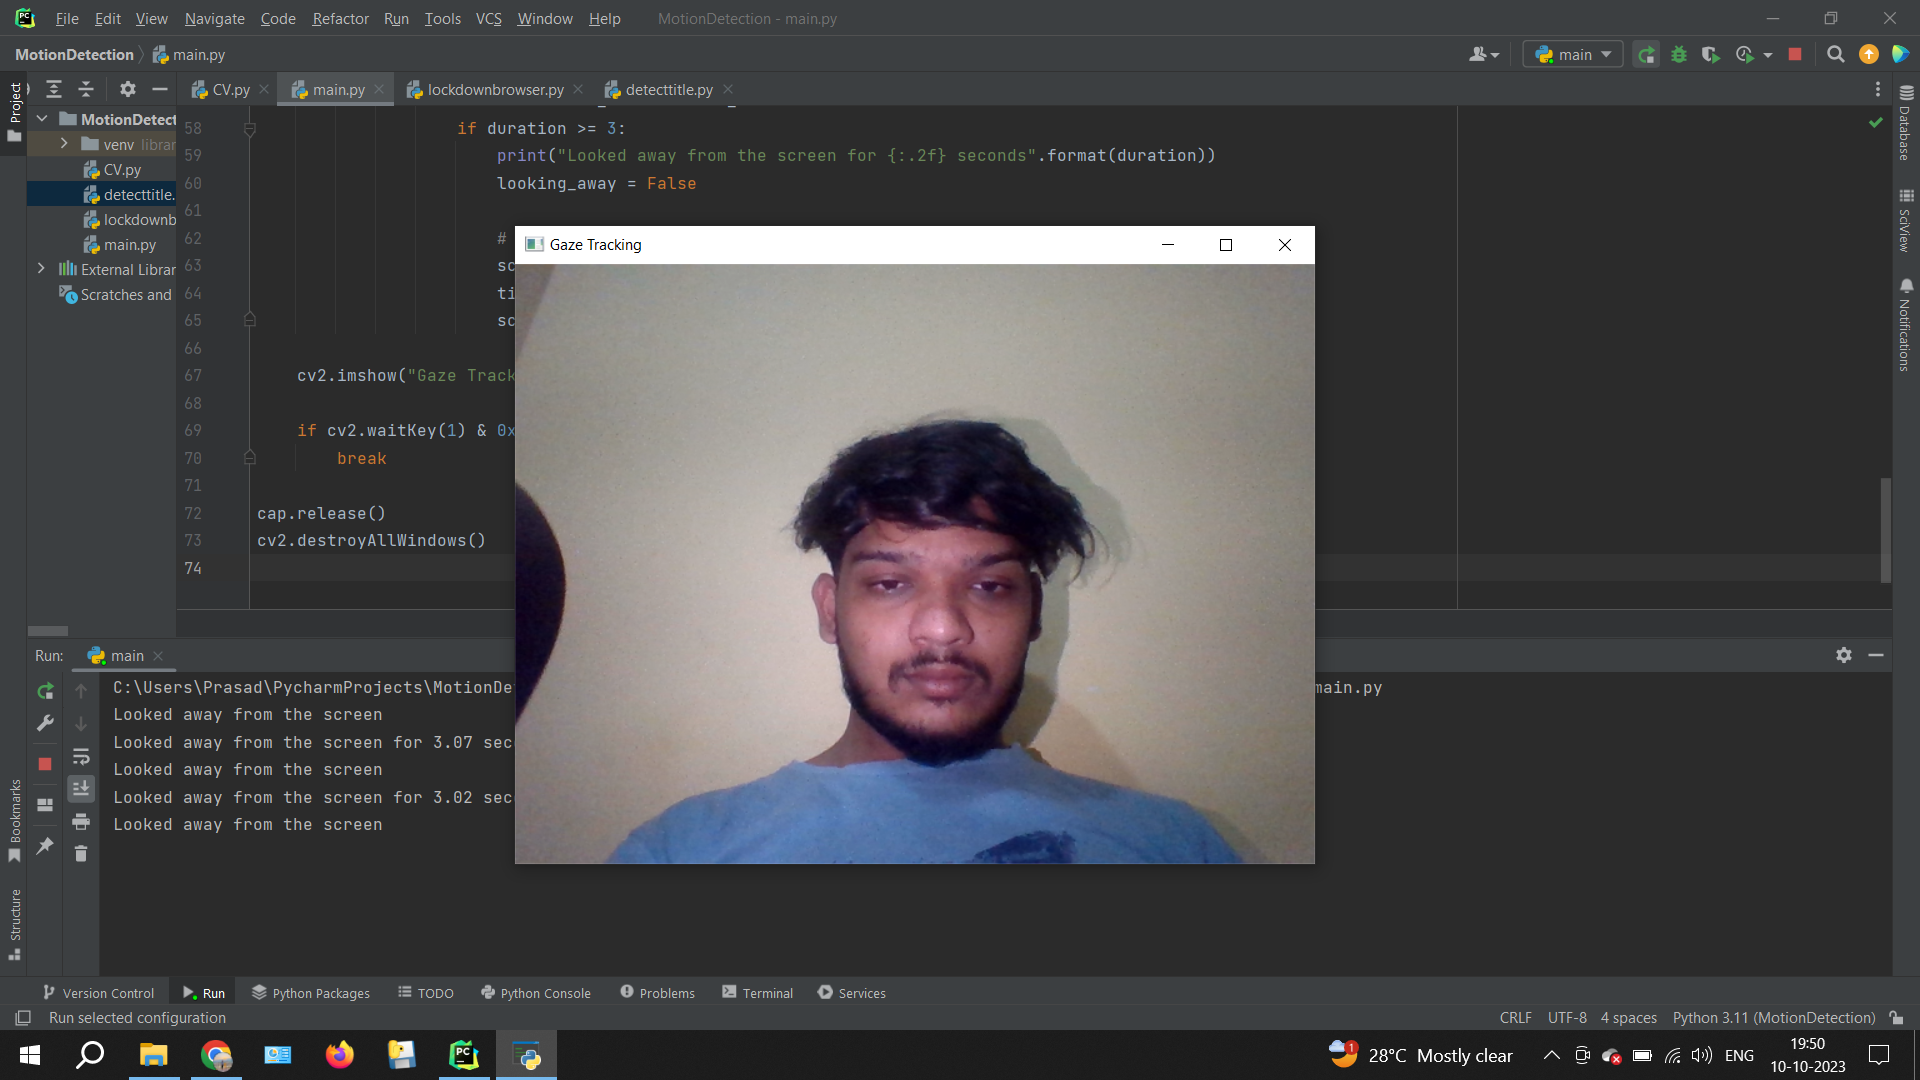 File Edit View Navigate Code Refactor Run Tools VCS Window Help MotionDetection - main.py
MotionDetection main.py main
Project CV.py main.py lockdownbrowser.py detecttitle.py
MotionDetect
venv librar
CV.py
detecttitle.
lockdownb
main.py
External Librar
Scratches and
58 if duration >= 3:
59 print("Looked away from the screen for {:.2f} seconds".format(duration))
60 looking_away = False
61
62 #
63 sc
64 ti
65 sc
66
67 cv2.imshow("Gaze Track
68
69 if cv2.waitKey(1) & 0x
70 break
71
72 cap.release()
73 cv2.destroyAllWindows()
74
Gaze Tracking
Database
SciView
Notifications
Run: main
C:\Users\Prasad\PycharmProjects\MotionDe main.py
Looked away from the screen
Looked away from the screen for 3.07 sec
Looked away from the screen
Looked away from the screen for 3.02 sec
Looked away from the screen
Bookmarks
Structure
Version Control Run Python Packages TODO Python Console Problems Terminal Services
Run selected configuration CRLF UTF-8 4 spaces Python 3.11 (MotionDetection)
1 28°C Mostly clear ENG 19:50
10-10-2023